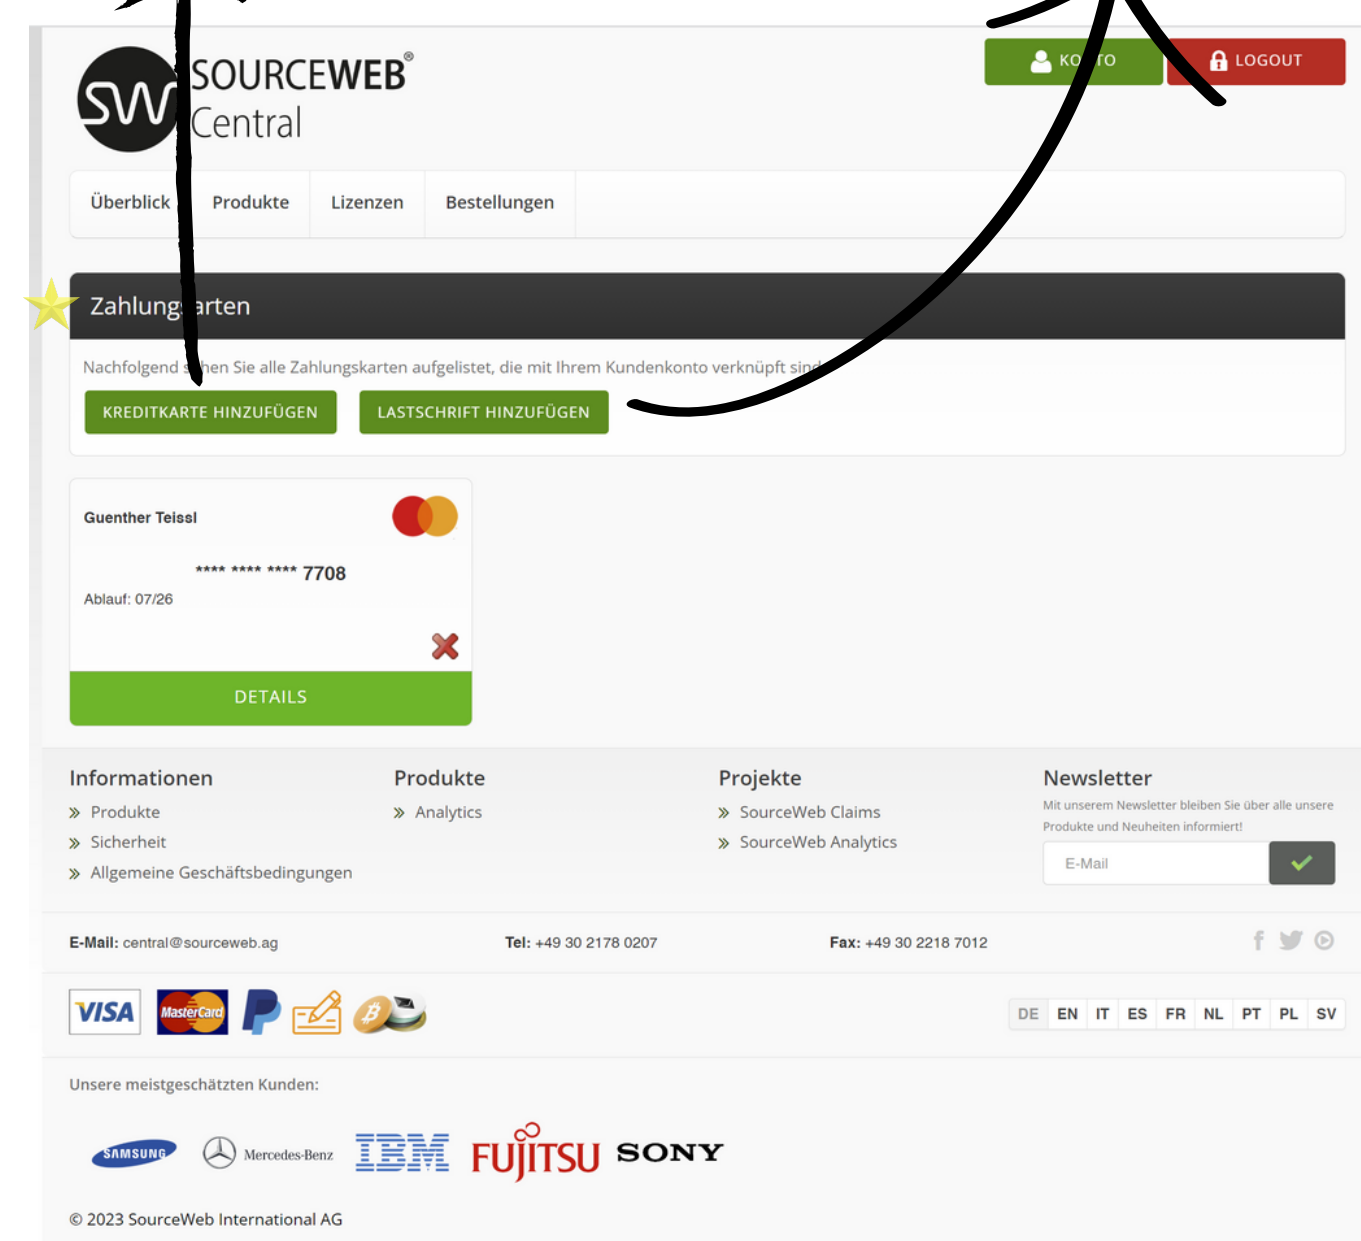 SOURCEWEB®
Central
KONTO
LOGOUT
Überblick
Produkte
Lizenzen
Bestellungen
Zahlungsarten
Nachfolgend sehen Sie alle Zahlungskarten aufgelistet, die mit Ihrem Kundenkonto verknüpft sind
KREDITKARTE HINZUFÜGEN
LASTSCHRIFT HINZUFÜGEN
Guenther Teissl
**** **** **** 7708
Ablauf: 07/26
DETAILS
Informationen
» Produkte
» Sicherheit
» Allgemeine Geschäftsbedingungen
Produkte
» Analytics
Projekte
» SourceWeb Claims
» SourceWeb Analytics
Newsletter
Mit unserem Newsletter bleiben Sie über alle unsere
Produkte und Neuheiten informiert!
E-Mail
E-Mail: central@sourceweb.ag
Tel: +49 30 2178 0207
Fax: +49 30 2218 7012
VISA
MasterCard
DE EN IT ES FR NL PT PL SV
Unsere meistgeschätzten Kunden:
SAMSUNG
Mercedes-Benz
IBM
FUJITSU
SONY
© 2023 SourceWeb International AG